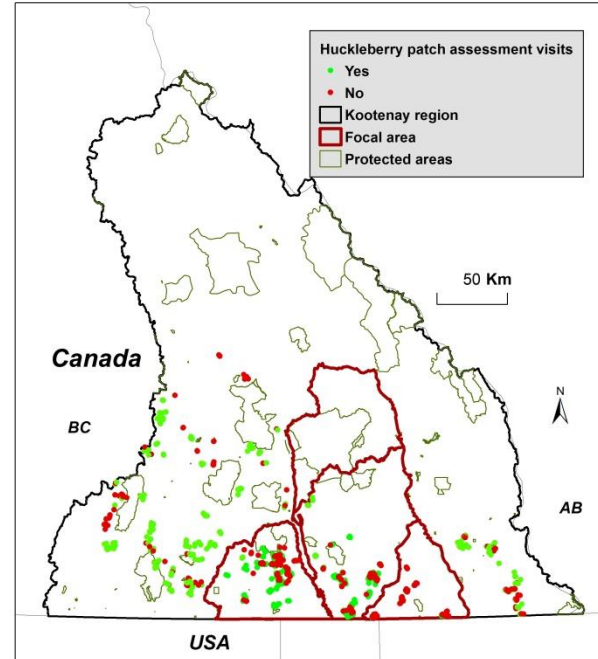 Huckleberry patch assessment visits
Yes
No
Kootenay region
Focal area
Protected areas
50 Km
Canada
N
BC
AB
USA